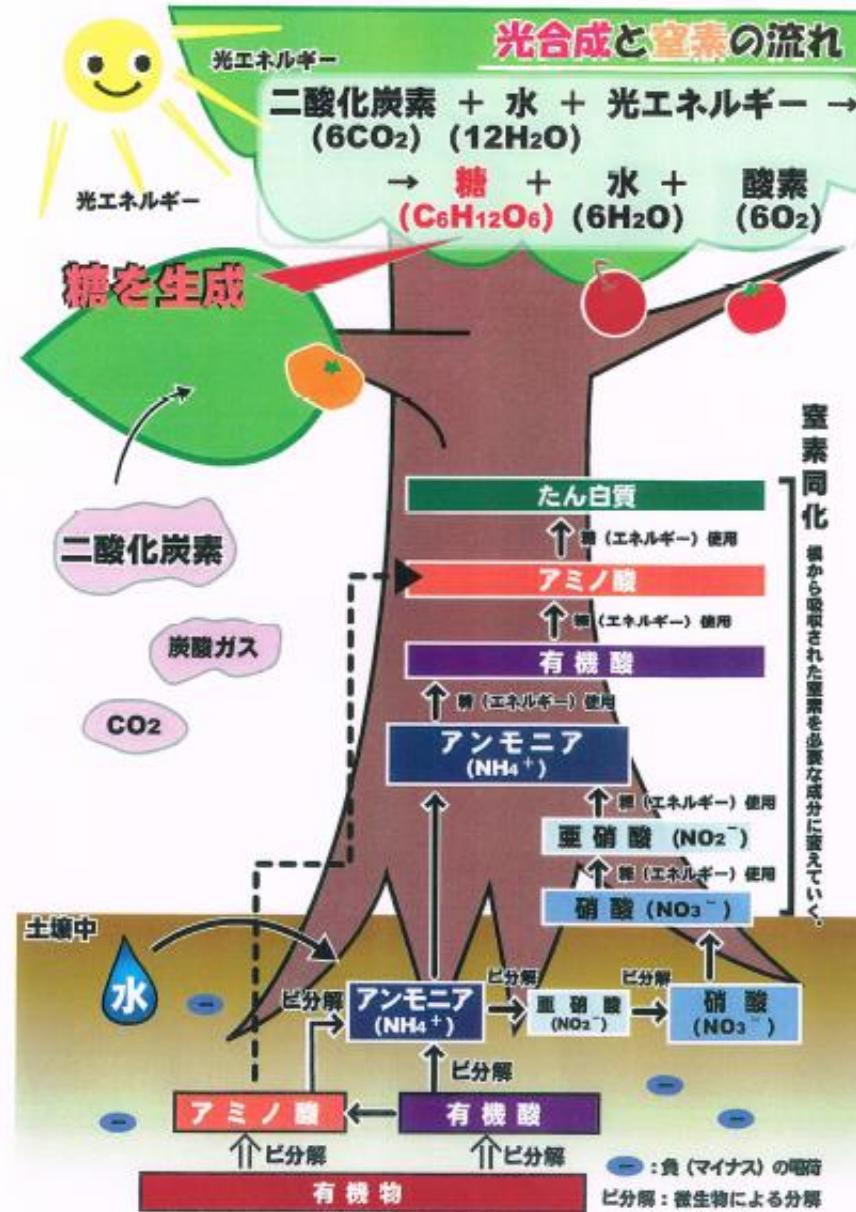 光合成と窒素の流れ
光エネルギー
二酸化炭素 + 水 + 光エネルギー →
(6CO₂) (12H₂O)
→ 糖 + 水 + 酸素
(C₆H₁₂O₆) (6H₂O) (6O₂)
光エネルギー
糖を生成
二酸化炭素
炭酸ガス
CO₂
窒素同化
根から吸収された窒素を必要な成分に変えていく。
たん白質
糖(エネルギー)使用
アミノ酸
糖(エネルギー)使用
有機酸
糖(エネルギー)使用
アンモニア
(NH₄⁺)
糖(エネルギー)使用
亜硝酸 (NO₂⁻)
糖(エネルギー)使用
硝酸 (NO₃⁻)
土壌中
水
ビ分解
アンモニア
(NH₄⁺)
ビ分解
亜硝酸
(NO₂⁻)
ビ分解
硝酸
(NO₃⁻)
ビ分解
アミノ酸
有機酸
ビ分解
ビ分解
有機物
− :負(マイナス)の電荷
ビ分解:微生物による分解